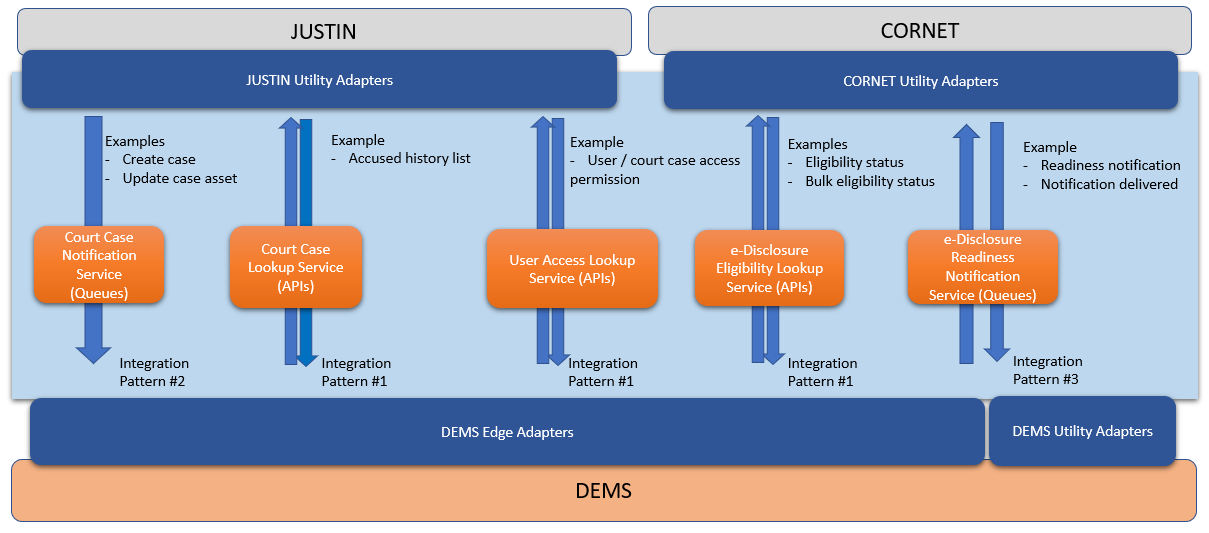 JUSTIN
CORNET
JUSTIN Utility Adapters
CORNET Utility Adapters
Examples
- Create case
- Update case asset
Example
- Accused history list
Example
- User / court case access
permission
Examples
- Eligibility status
- Bulk eligibility status
Example
- Readiness notification
- Notification delivered
Court Case
Notification
Service
(Queues)
Court Case
Lookup Service
(APIs)
User Access Lookup
Service (APIs)
e-Disclosure
Eligibility Lookup
Service (APIs)
e-Disclosure
Readiness
Notification
Service (Queues)
Integration
Pattern #2
Integration
Pattern #1
Integration
Pattern #1
Integration
Pattern #1
Integration
Pattern #3
DEMS Edge Adapters
DEMS Utility Adapters
DEMS